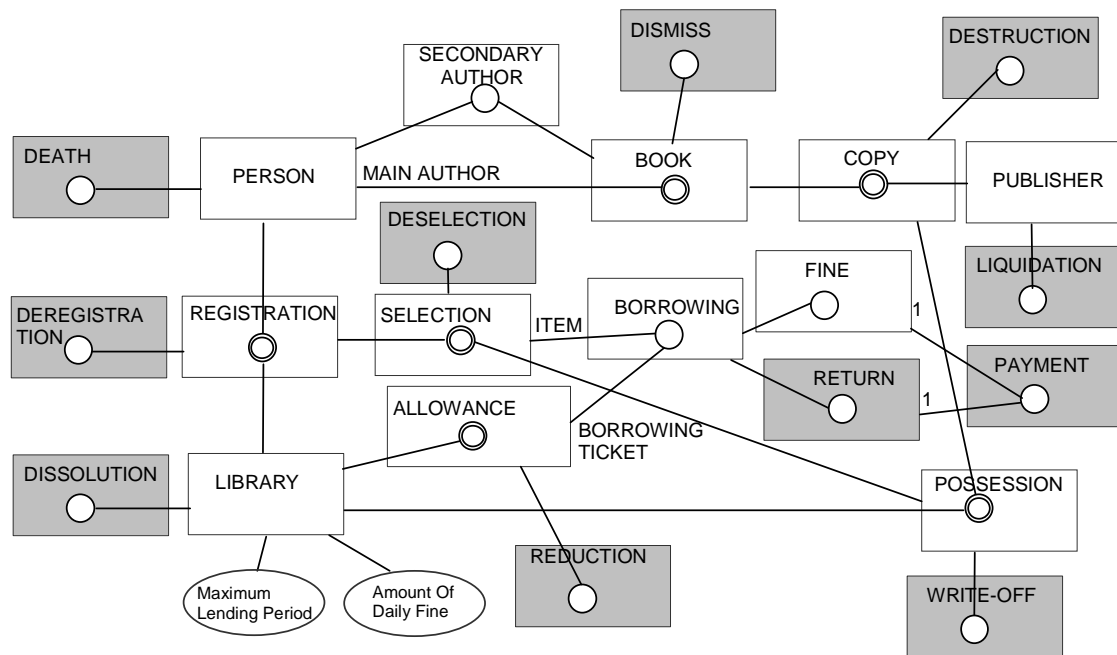 DISMISS
DESTRUCTION
SECONDARY
AUTHOR
DEATH
PERSON
MAIN AUTHOR
BOOK
COPY
PUBLISHER
DESELECTION
FINE
LIQUIDATION
DEREGISTRA
TION
REGISTRATION
SELECTION
ITEM
BORROWING
1
RETURN
1
PAYMENT
ALLOWANCE
BORROWING
TICKET
DISSOLUTION
LIBRARY
POSSESSION
REDUCTION
Maximum
Lending Period
Amount Of
Daily Fine
WRITE-OFF